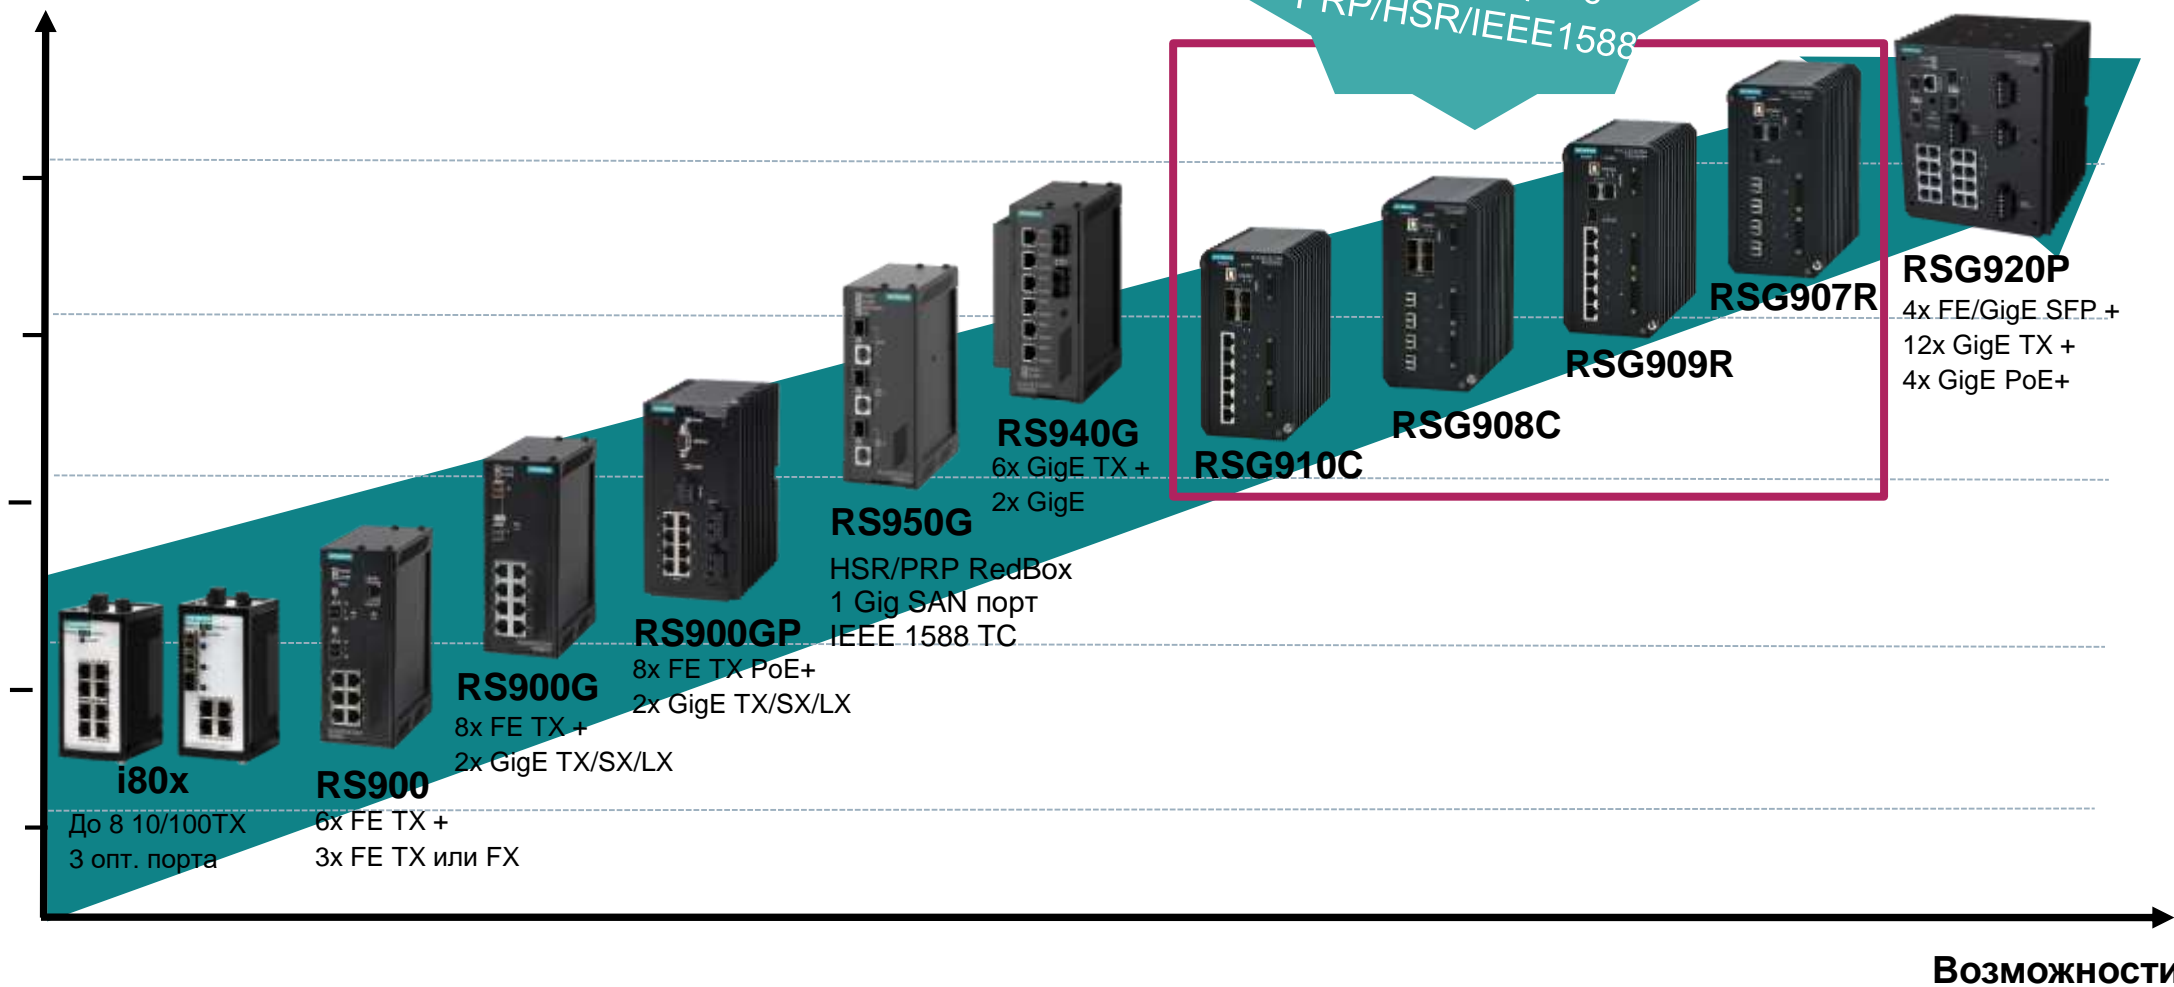 PRP/HSR/IEEE1588
RSG920P
4x FE/GigE SFP +
12x GigE TX +
4x GigE PoE+
RSG907R
RSG909R
RSG908C
RSG910C
RS940G
6x GigE TX +
2x GigE
RS950G
HSR/PRP RedBox
1 Gig SAN порт
IEEE 1588 TC
RS900GP
8x FE TX PoE+
2x GigE TX/SX/LX
RS900G
8x FE TX +
2x GigE TX/SX/LX
RS900
6x FE TX +
3x FE TX или FX
i80x
До 8 10/100TX
3 опт. порта
Возможности